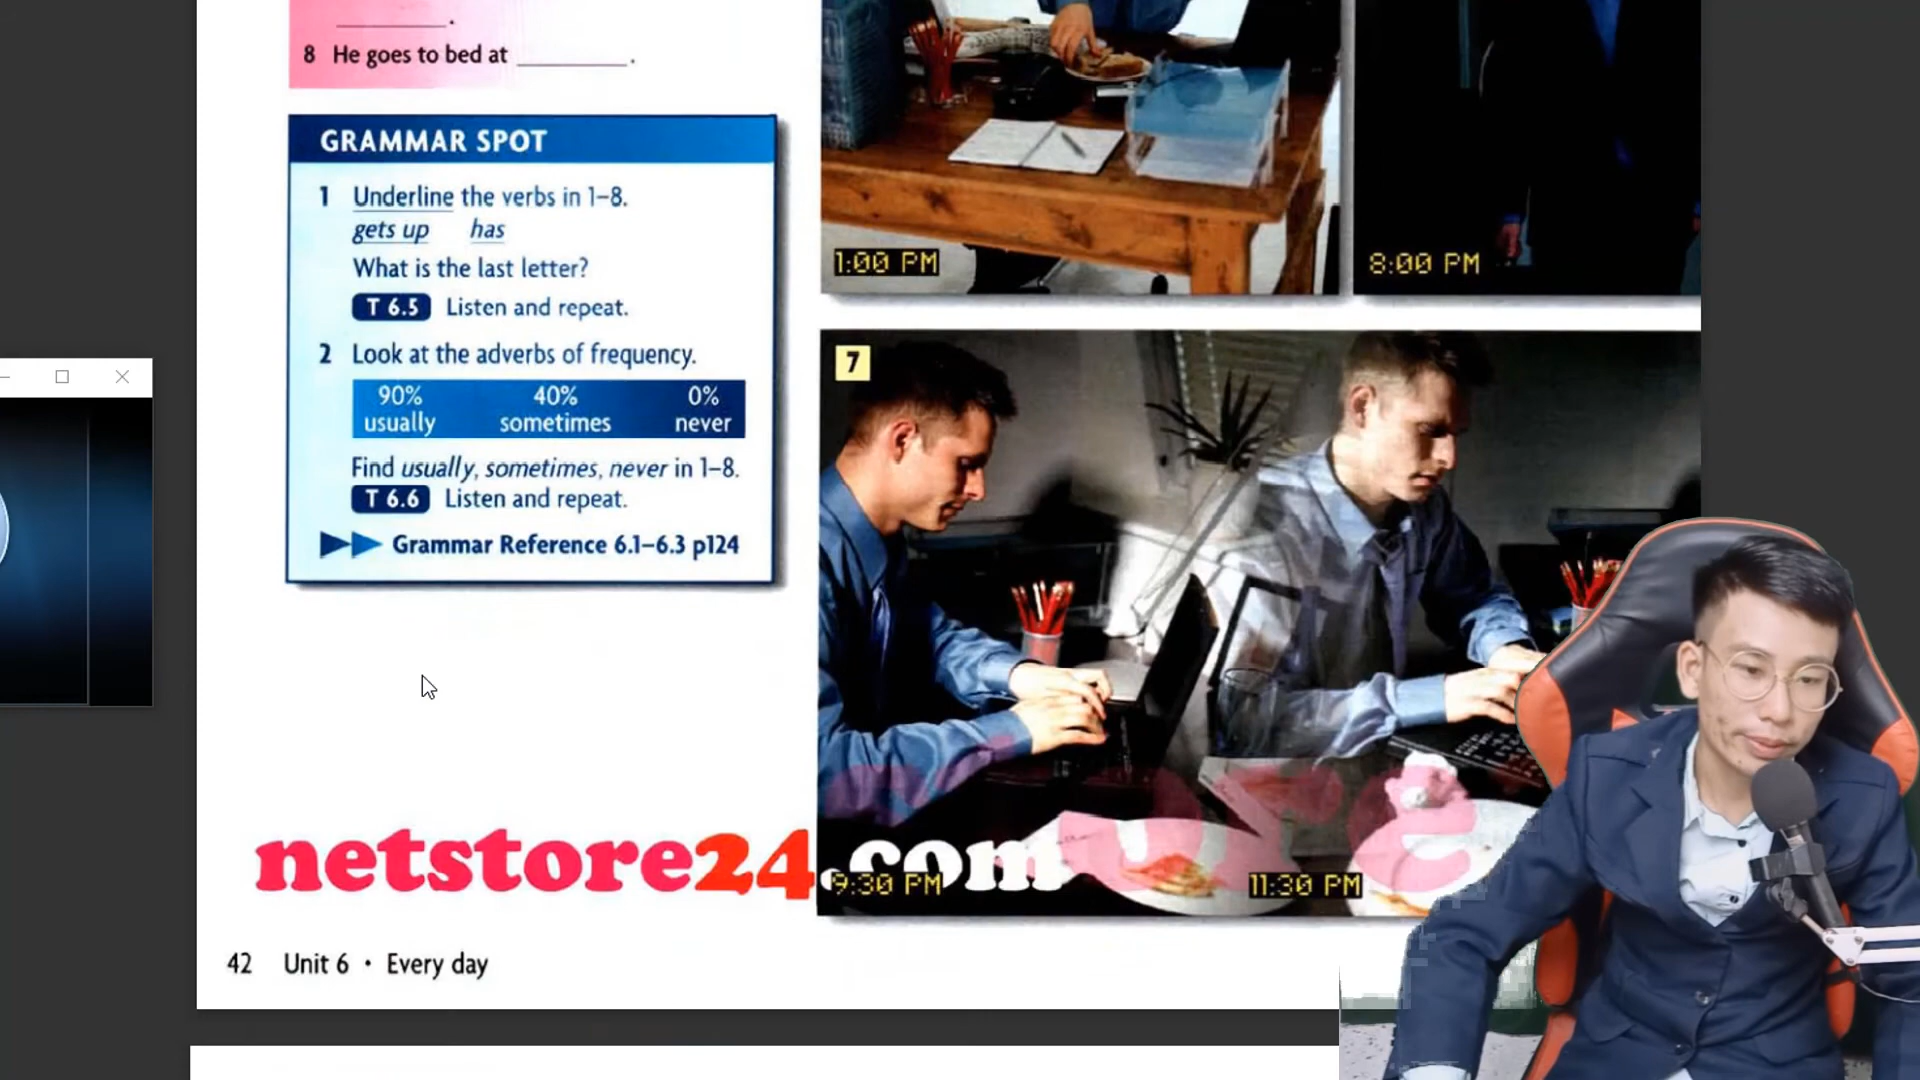 ________.
8 He goes to bed at ________.
GRAMMAR SPOT
1 Underline the verbs in 1–8.
gets up has
What is the last letter?
T 6.5 Listen and repeat.
2 Look at the adverbs of frequency.
90% 40% 0%
usually sometimes never
Find usually, sometimes, never in 1–8.
T 6.6 Listen and repeat.
Grammar Reference 6.1–6.3 p124
1:00 PM
8:00 PM
7
9:30 PM
11:30 PM
netstore24.com
42 Unit 6 • Every day